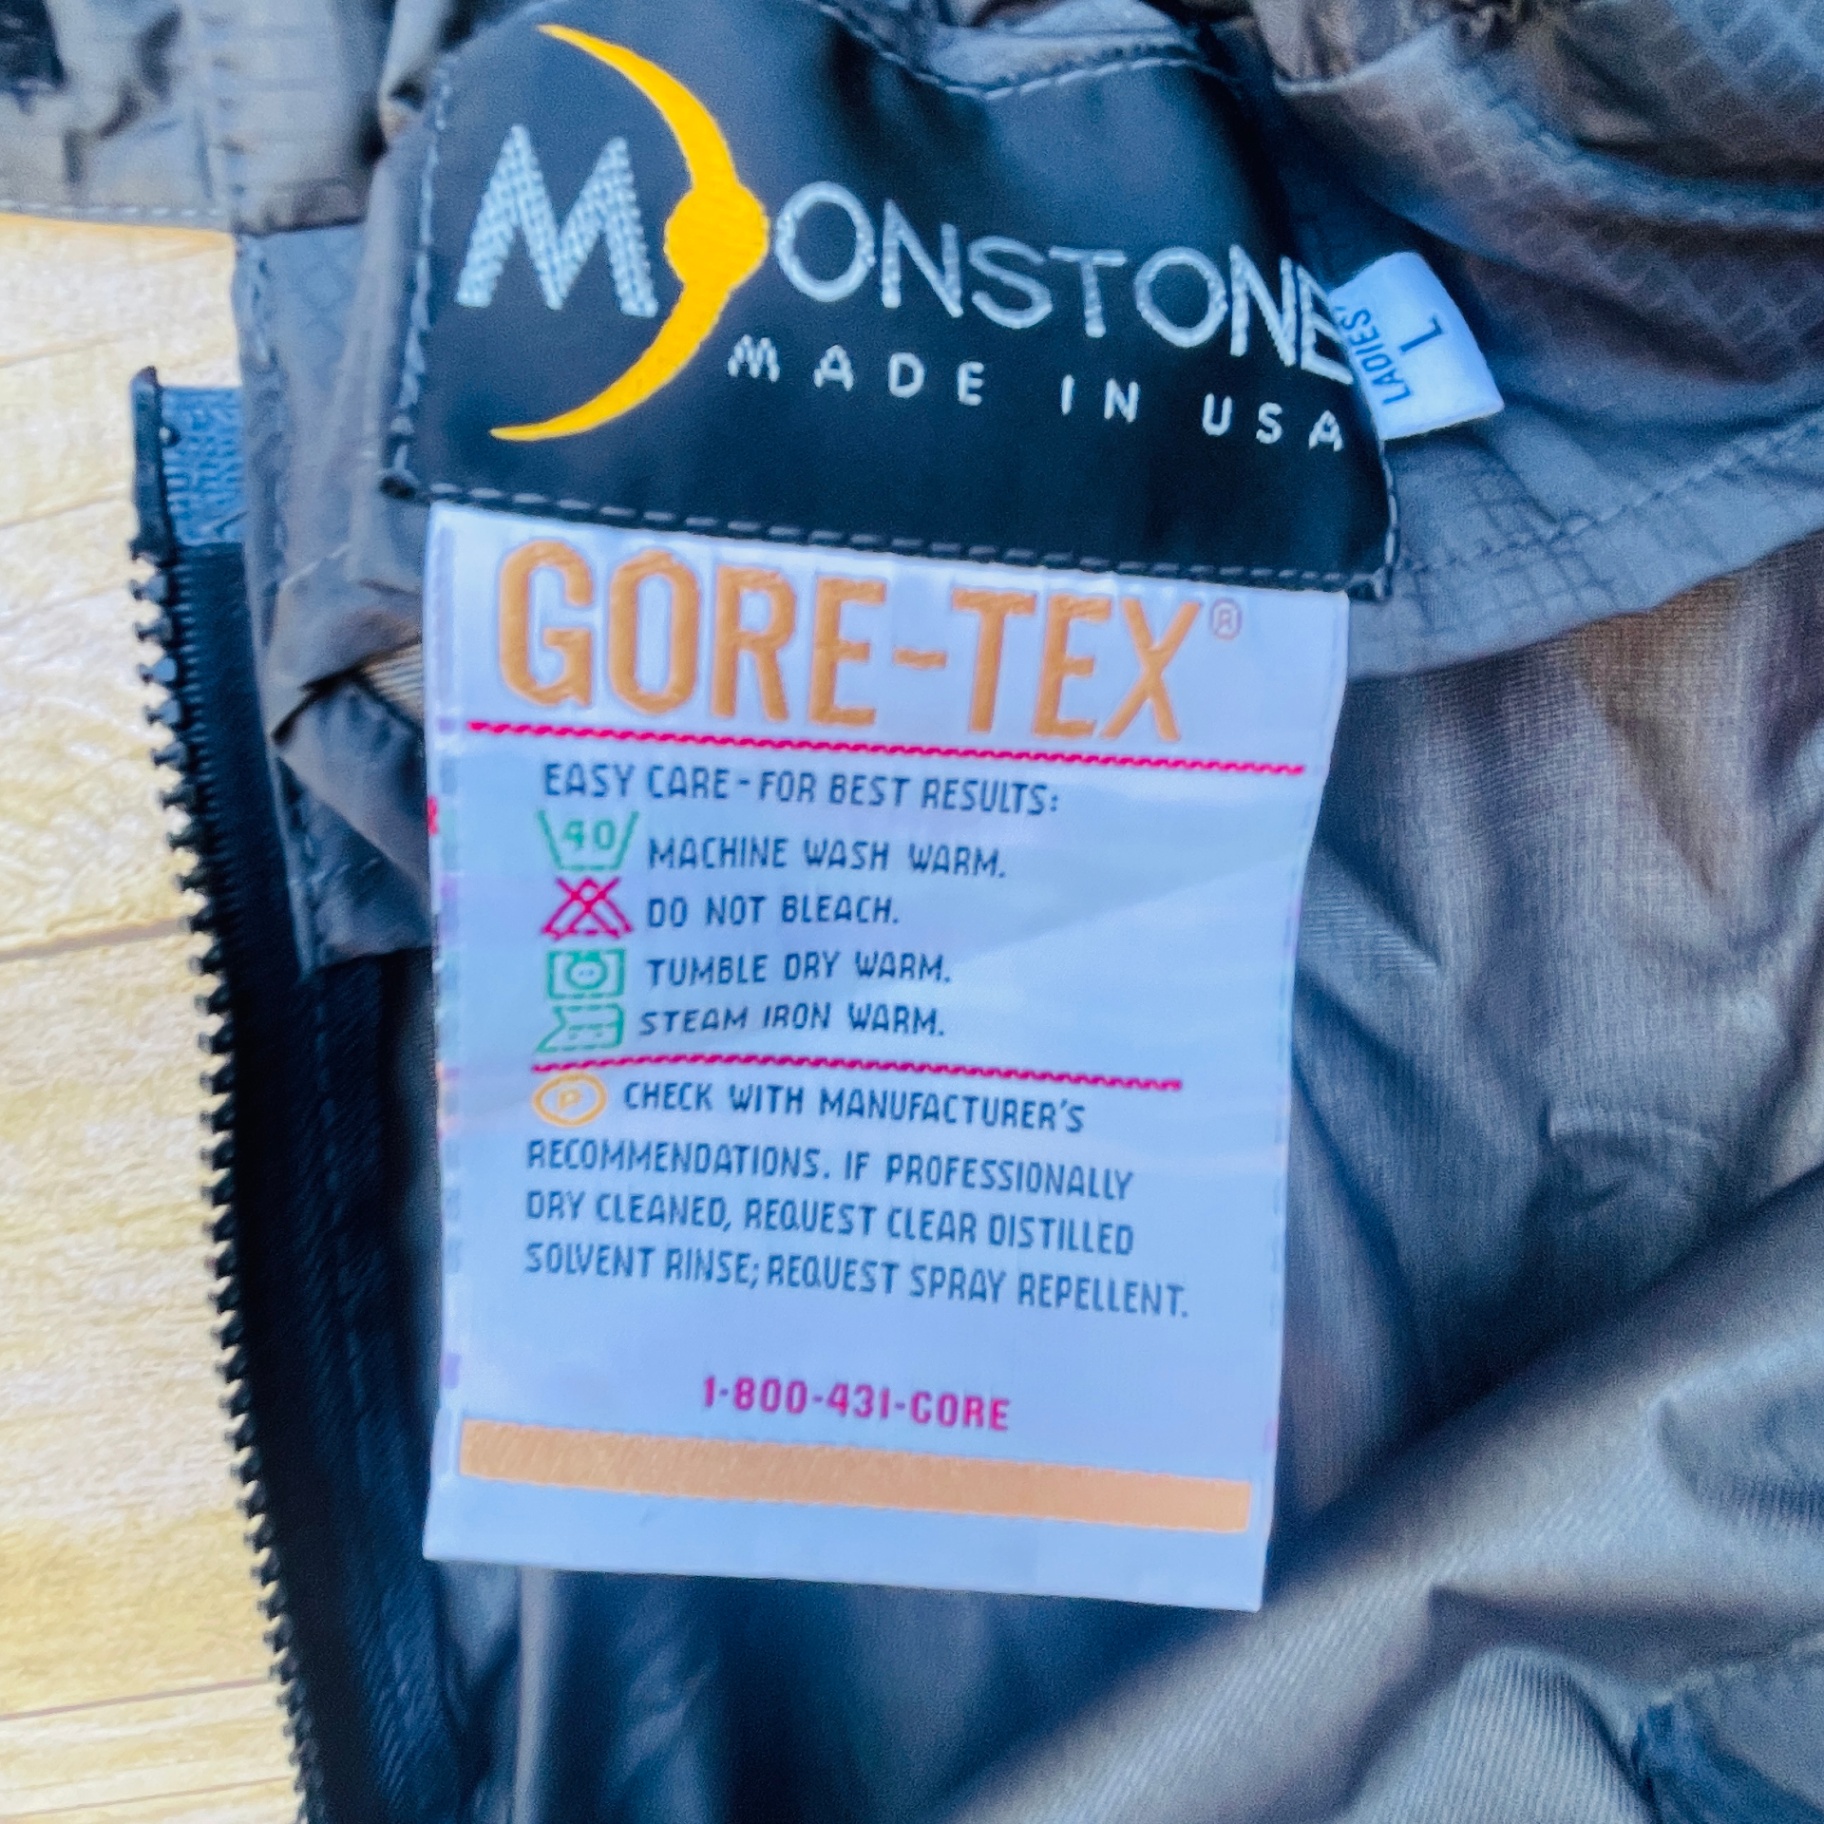 MOONSTONE
MADE IN USA
LADIES'
L
GORE-TEX®
EASY CARE - FOR BEST RESULTS:
40 MACHINE WASH WARM.
DO NOT BLEACH.
TUMBLE DRY WARM.
STEAM IRON WARM.
P CHECK WITH MANUFACTURER'S
RECOMMENDATIONS. IF PROFESSIONALLY
DRY CLEANED, REQUEST CLEAR DISTILLED
SOLVENT RINSE; REQUEST SPRAY REPELLENT.
1-800-431-GORE